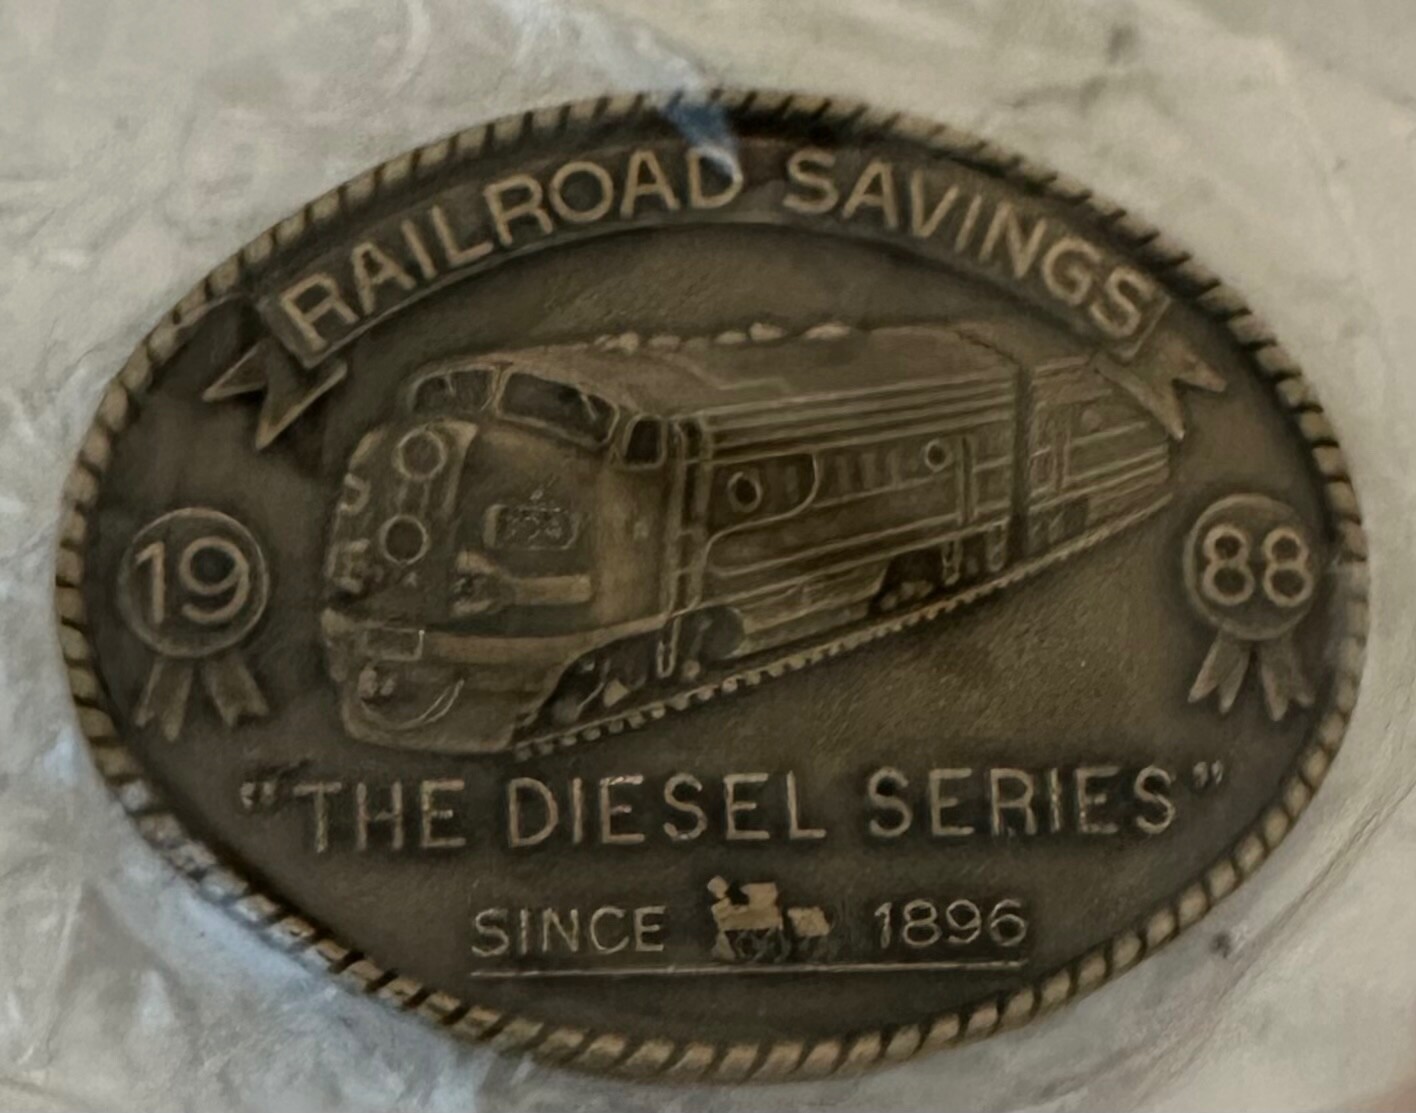 RAILROAD SAVINGS
19 88
"THE DIESEL SERIES"
SINCE 1896